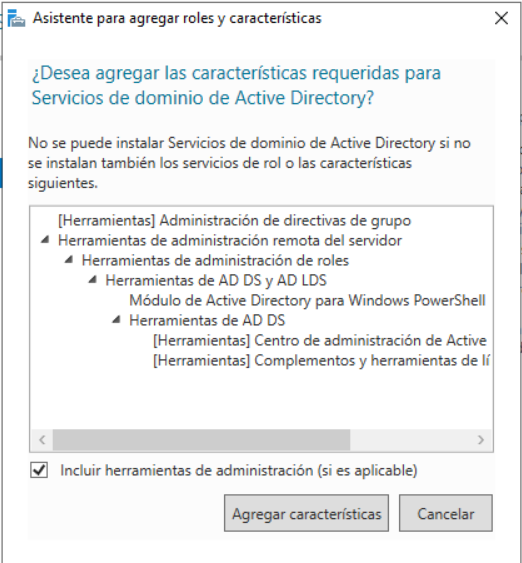 Asistente para agregar roles y características
¿Desea agregar las características requeridas para
Servicios de dominio de Active Directory?
No se puede instalar Servicios de dominio de Active Directory si no
se instalan también los servicios de rol o las características
siguientes.
[Herramientas] Administración de directivas de grupo
Herramientas de administración remota del servidor
Herramientas de administración de roles
Herramientas de AD DS y AD LDS
Módulo de Active Directory para Windows PowerShell
Herramientas de AD DS
[Herramientas] Centro de administración de Active
[Herramientas] Complementos y herramientas de lí
Incluir herramientas de administración (si es aplicable)
Agregar características
Cancelar